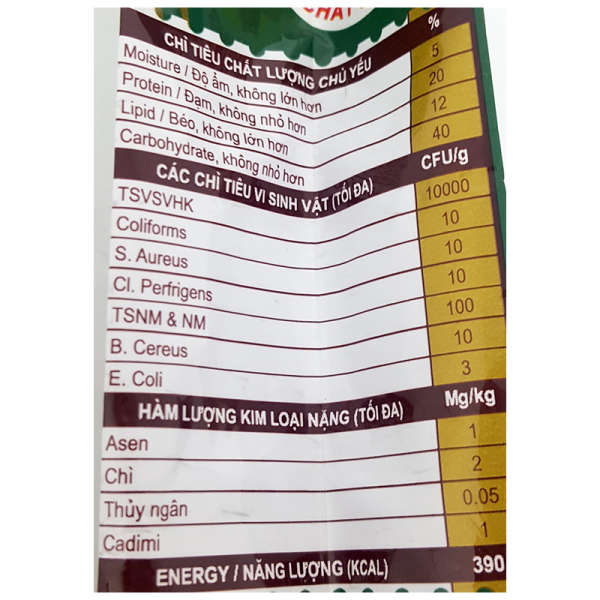 CHAY
CHỈ TIÊU CHẤT LƯỢNG CHỦ YẾU %
Moisture / Độ ẩm, không lớn hơn 5
Protein / Đạm, không nhỏ hơn 20
Lipid / Béo, không lớn hơn 12
Carbohydrate, không nhỏ hơn 40
CÁC CHỈ TIÊU VI SINH VẬT (TỐI ĐA) CFU/g
TSVSVHK 10000
Coliforms 10
S. Aureus 10
Cl. Perfrigens 10
TSNM & NM 100
B. Cereus 10
E. Coli 3
HÀM LƯỢNG KIM LOẠI NẶNG (TỐI ĐA) Mg/kg
Asen 1
Chì 2
Thủy ngân 0.05
Cadimi 1
ENERGY / NĂNG LƯỢNG (KCAL) 390